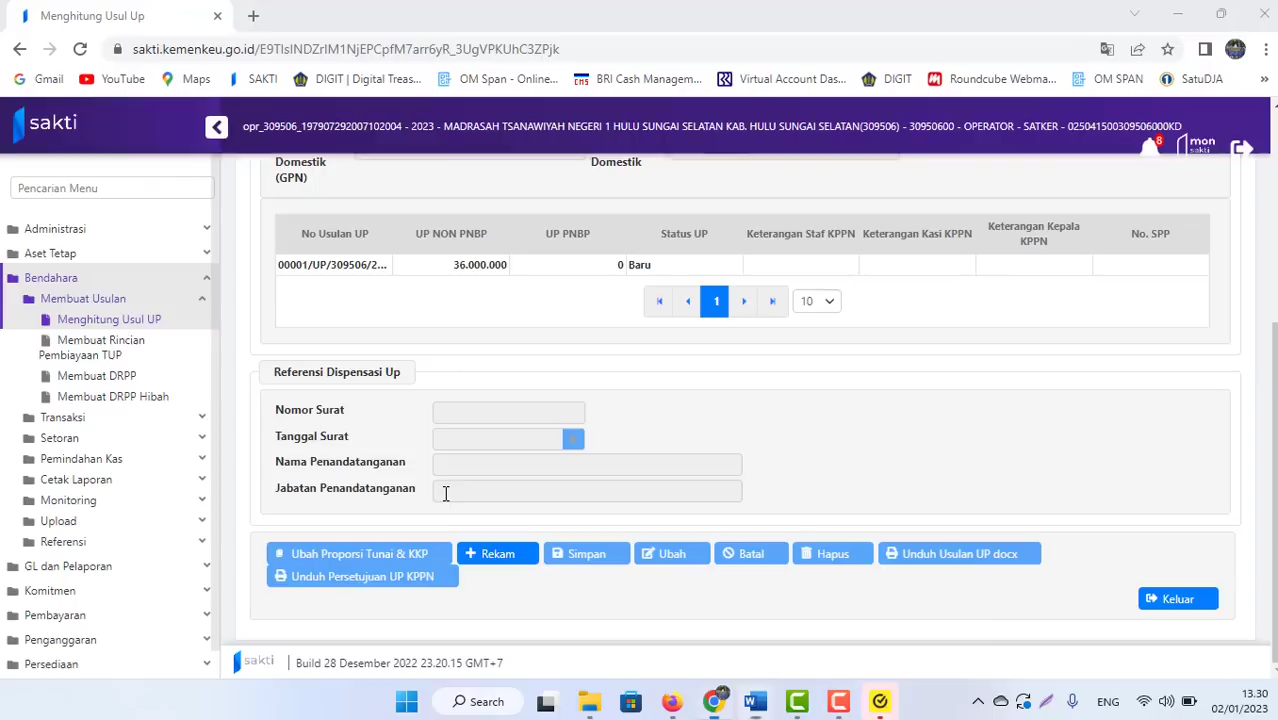 Menghitung Usul Up
sakti.kemenkeu.go.id/E9TIsINDZrIM1NjEPCpfM7arr6yR_3UgVPKUhC3ZPjk
Gmail YouTube Maps SAKTI DIGIT | Digital Treas... OM Span - Online... BRI Cash Managem... Virtual Account Das... DIGIT Roundcube Webma... OM SPAN SatuDJA »
sakti
opr_309506_197907292007102004 - 2023 - MADRASAH TSANAWIYAH NEGERI 1 HULU SUNGAI SELATAN KAB. HULU SUNGAI SELATAN(309506) - 30950600 - OPERATOR - SATKER - 025041500309506000KD
8
mon
sakti
Pencarian Menu
Administrasi
Aset Tetap
Bendahara
Membuat Usulan
Menghitung Usul UP
Membuat Rincian
Pembiayaan TUP
Membuat DRPP
Membuat DRPP Hibah
Transaksi
Setoran
Pemindahan Kas
Cetak Laporan
Monitoring
Upload
Referensi
GL dan Pelaporan
Komitmen
Pembayaran
Penganggaran
Persediaan
Domestik
(GPN)
Domestik
No Usulan UP UP NON PNBP UP PNBP Status UP Keterangan Staf KPPN Keterangan Kasi KPPN Keterangan Kepala KPPN No. SPP
00001/UP/309506/2... 36.000.000 0 Baru
1 10
Referensi Dispensasi Up
Nomor Surat
Tanggal Surat
Nama Penandatanganan
Jabatan Penandatanganan
Ubah Proporsi Tunai & KKP Rekam Simpan Ubah Batal Hapus Unduh Usulan UP docx
Unduh Persetujuan UP KPPN
Keluar
sakti | Build 28 Desember 2022 23.20.15 GMT+7
Search
ENG
13.30
02/01/2023